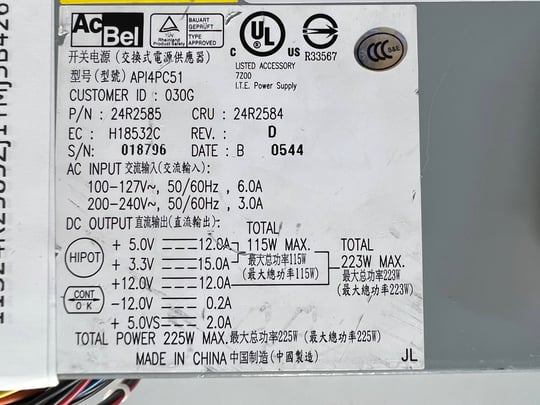 AcBel
TÜV
Rheinland
Product Safety
BAUART
GEPRÜFT
TYPE
APPROVED
C UL US
LISTED ACCESSORY
7Z00
I.T.E. Power Supply
R33567
CCC S&E
开关电源 (交换式電源供應器)
型号(型號) API4PC51
CUSTOMER ID : 030G
P/N : 24R2585 CRU : 24R2584
EC : H18532C REV. : D
S/N: 018796 DATE : B 0544
AC INPUT 交流输入(交流輸入):
100-127V~, 50/60Hz , 6.0A
200-240V~, 50/60Hz , 3.0A
DC OUTPUT 直流输出(直流輸出): TOTAL
+ 5.0V 12.0A 115W MAX. TOTAL
HIPOT + 3.3V 15.0A 最大总功率115W (最大總功率115W) 223W MAX.
+12.0V 12.0A 最大总功率223W (最大總功率223W)
CONT OK -12.0V 0.2A
+ 5.0VS 2.0A
TOTAL POWER 225W MAX.最大总功率225W (最大總功率225W)
MADE IN CHINA 中国制造 (中國製造) JL